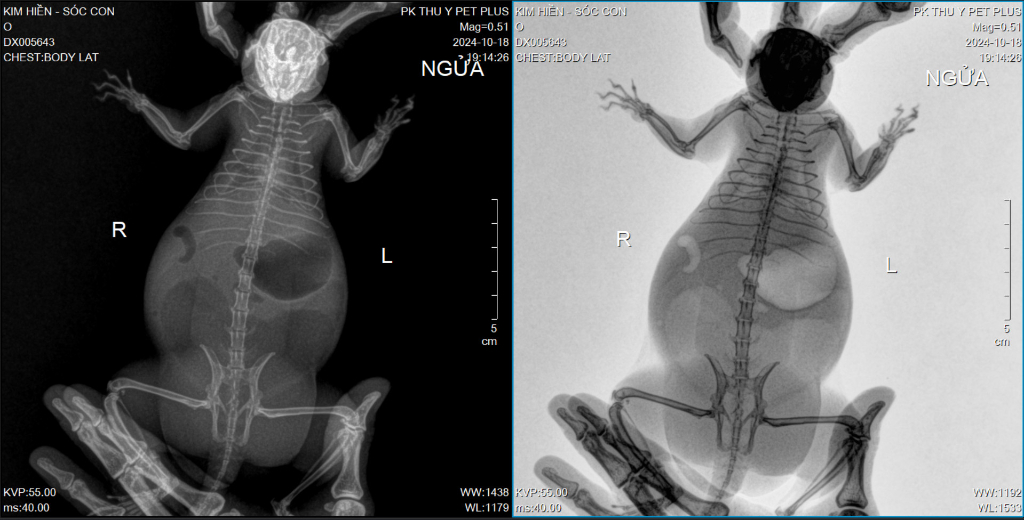 KIM HIỀN - SÓC CON
O
DX005643
CHEST:BODY LAT
PK THU Y PET PLUS
Mag=0.51
2024-10-18
19:14:26
NGỬA
R
L
5
cm
KVP:55.00
ms:40.00
WW:1438
WL:1179
KIM HIỀN - SÓC CON
O
DX005643
CHEST:BODY LAT
PK THU Y PET PLUS
Mag=0.51
2024-10-18
19:14:26
NGỬA
R
L
5
cm
KVP:55.00
ms:40.00
WW:1192
WL:1533